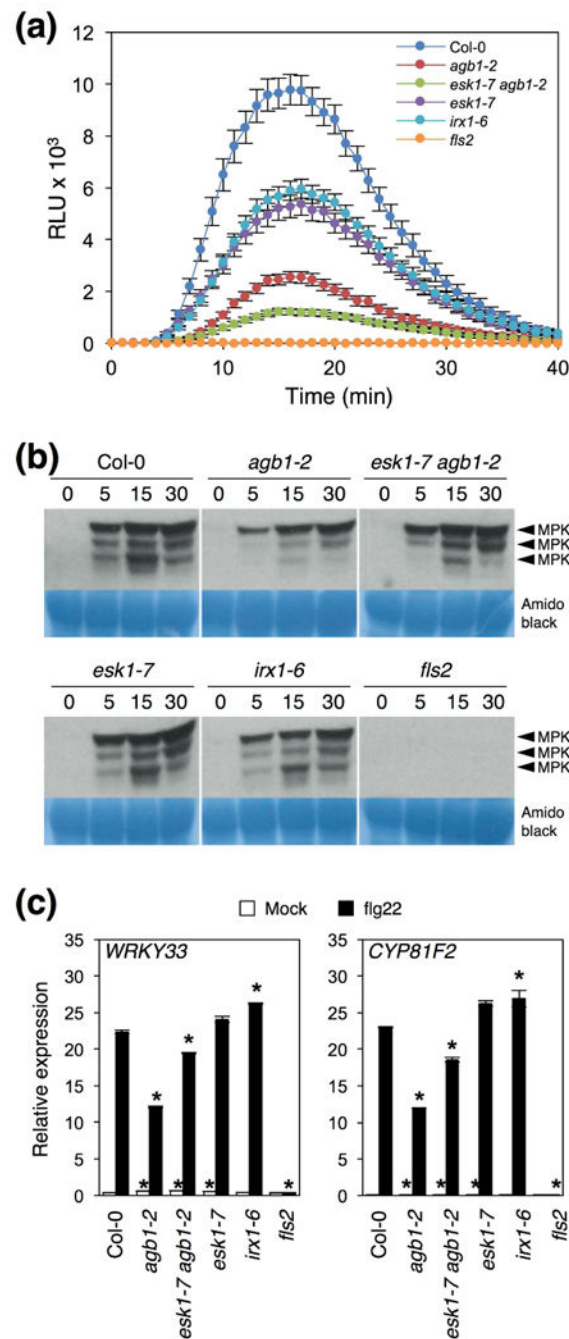 (a)
12
10
8
6
4
2
0
RLU x 10³
0 10 20 30 40
Time (min)
Col-0
agb1-2
esk1-7 agb1-2
esk1-7
irx1-6
fls2
(b)
Col-0 agb1-2 esk1-7 agb1-2
0 5 15 30 0 5 15 30 0 5 15 30
MPK
MPK
MPK
Amido
black
esk1-7 irx1-6 fls2
0 5 15 30 0 5 15 30 0 5 15 30
MPK
MPK
MPK
Amido
black
(c)
Mock flg22
WRKY33 CYP81F2
35 35
30 30
25 25
20 20
15 15
10 10
5 5
0 0
Relative expression
* * * * * * *
* * * * * * *
Col-0 agb1-2 esk1-7 agb1-2 esk1-7 irx1-6 fls2
Col-0 agb1-2 esk1-7 agb1-2 esk1-7 irx1-6 fls2